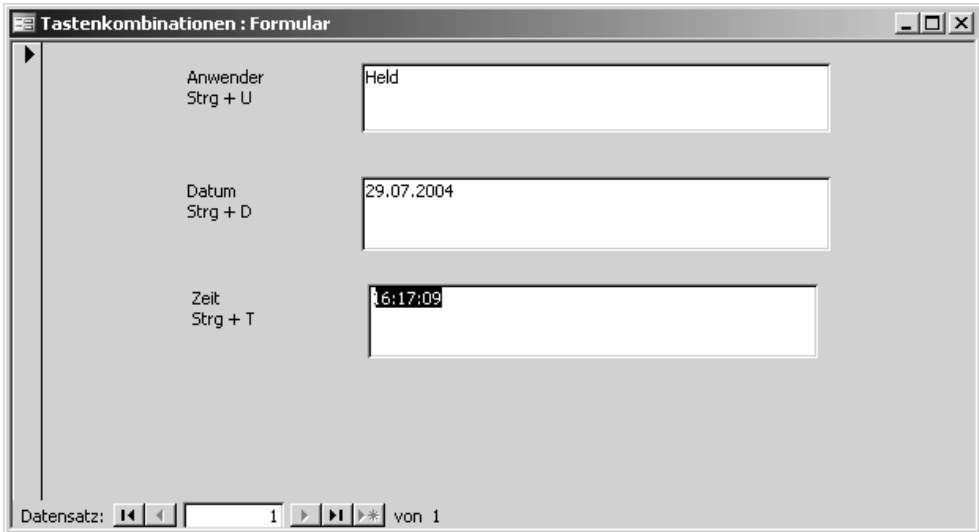 Tastenkombinationen : Formular
Anwender
Strg + U
Held
Datum
Strg + D
29.07.2004
Zeit
Strg + T
16:17:09
Datensatz: 1 von 1